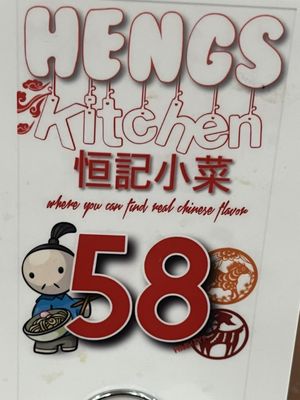 HENGS
Kitchen
恒記小菜
where you can find real chinese flavor
58